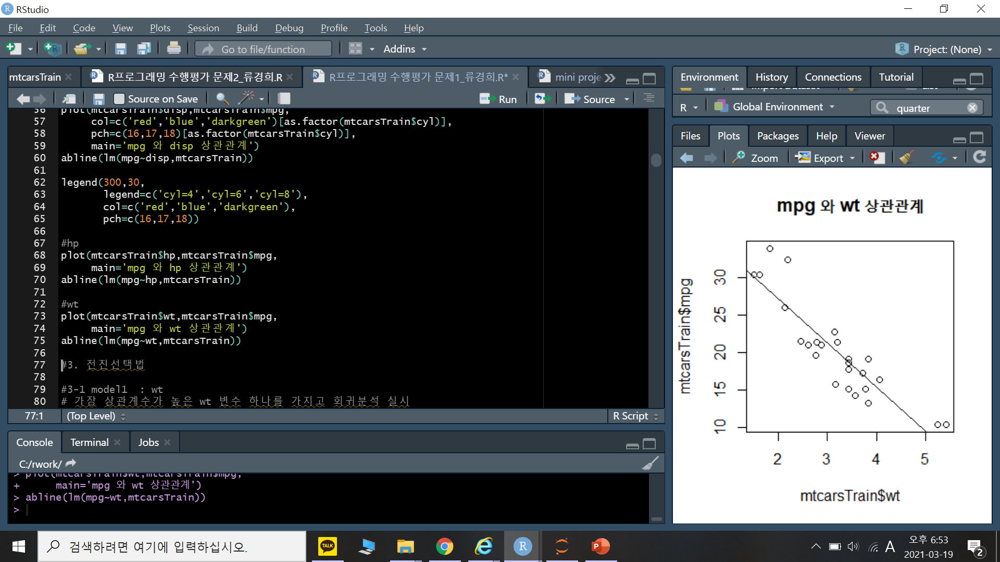 RStudio
File Edit Code View Plots Session Build Debug Profile Tools Help
Go to file/function Addins Project: (None)
mtcarsTrain R프로그래밍 수행평가 문제2_류경희.R R프로그래밍 수행평가 문제1_류경희.R* mini proje
Source on Save Run Source
56 plot(mtcarsTrain$disp,mtcarsTrain$mpg,
57 col=c('red','blue','darkgreen')[as.factor(mtcarsTrain$cyl)],
58 pch=c(16,17,18)[as.factor(mtcarsTrain$cyl)],
59 main='mpg 와 disp 상관관계')
60 abline(lm(mpg~disp,mtcarsTrain))
61
62 legend(300,30,
63 legend=c('cyl=4','cyl=6','cyl=8'),
64 col=c('red','blue','darkgreen'),
65 pch=c(16,17,18))
66
67 #hp
68 plot(mtcarsTrain$hp,mtcarsTrain$mpg,
69 main='mpg 와 hp 상관관계')
70 abline(lm(mpg~hp,mtcarsTrain))
71
72 #wt
73 plot(mtcarsTrain$wt,mtcarsTrain$mpg,
74 main='mpg 와 wt 상관관계')
75 abline(lm(mpg~wt,mtcarsTrain))
76
77 #3. 전진선택법
78
79 #3-1 model1 : wt
80 # 가장 상관계수가 높은 wt 변수 하나를 가지고 회귀분석 실시
77:1 (Top Level) R Script
Console Terminal Jobs
C:/rwork/
> plot(mtcarsTrain$wt,mtcarsTrain$mpg,
+ main='mpg 와 wt 상관관계')
> abline(lm(mpg~wt,mtcarsTrain))
>
Environment History Connections Tutorial
Import Dataset List
R Global Environment quarter
Files Plots Packages Help Viewer
Zoom Export
mpg 와 wt 상관관계
mtcarsTrain$mpg
30
25
20
15
10
2 3 4 5
mtcarsTrain$wt
검색하려면 여기에 입력하십시오.
TALK
R
P
A
오후 6:53
2021-03-19
2